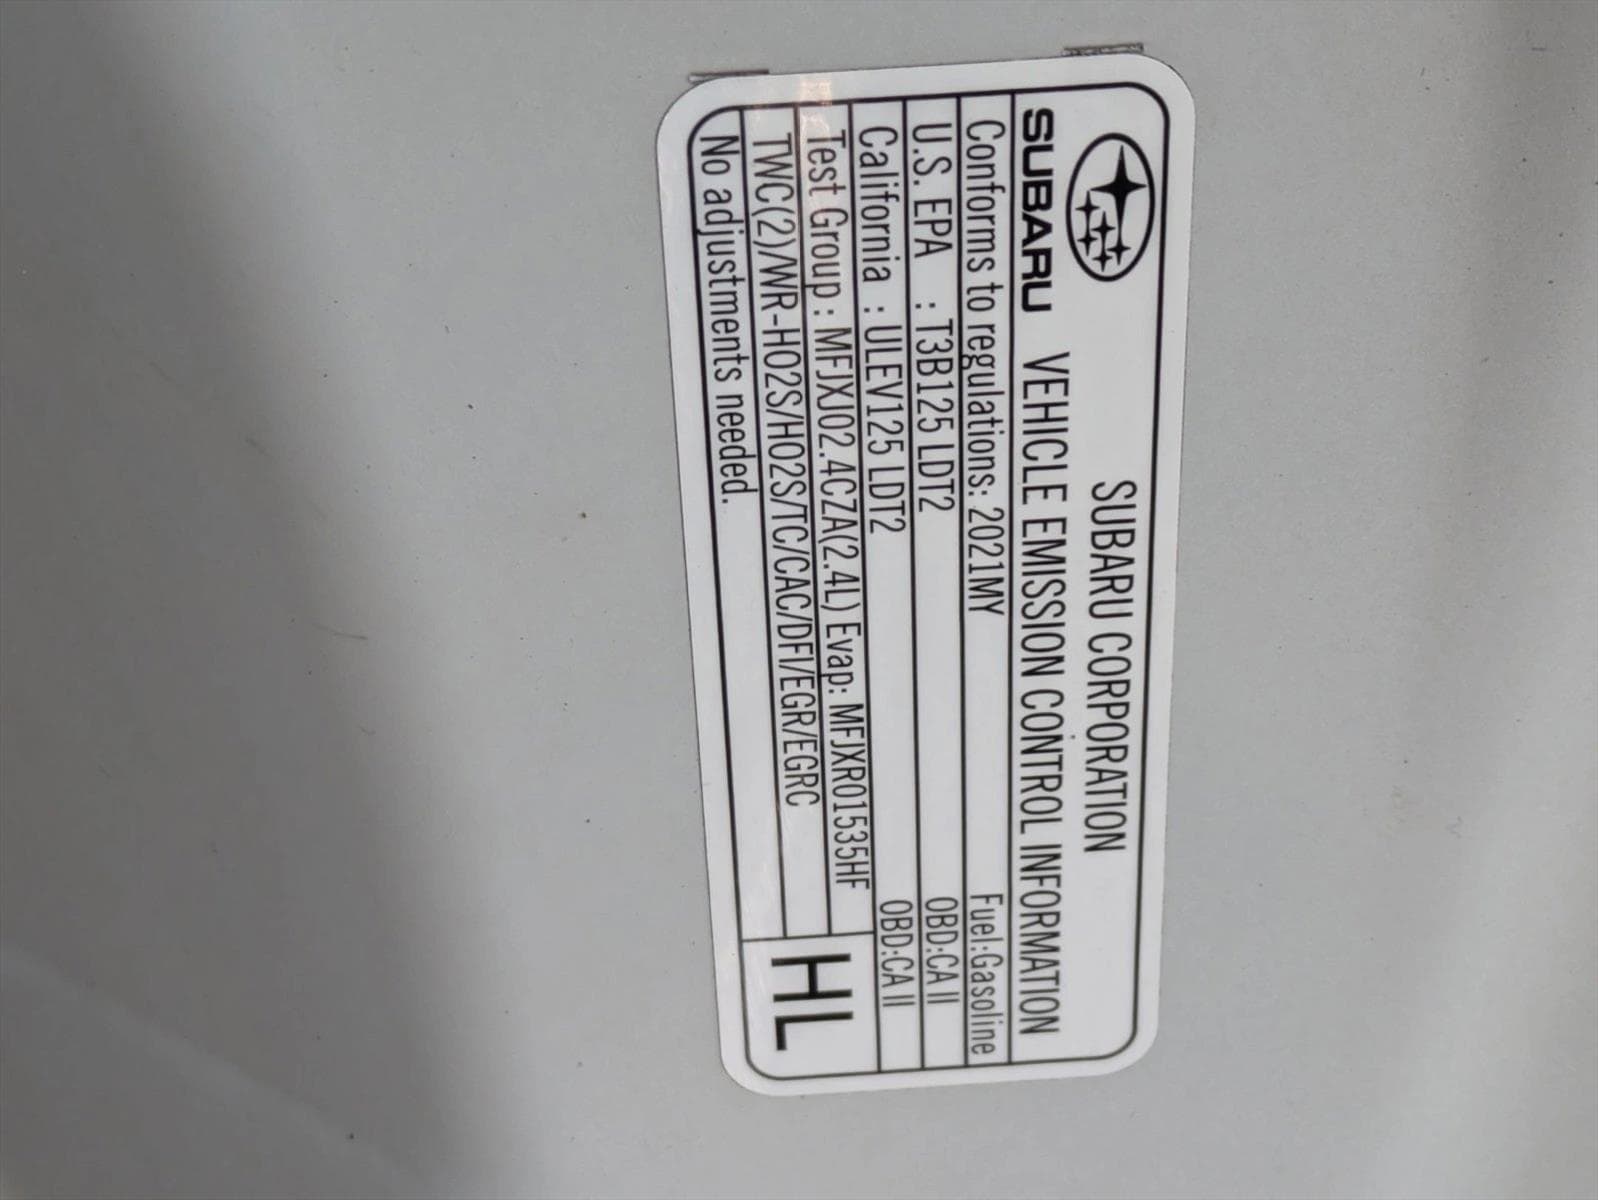 SUBARU CORPORATION
SUBARU VEHICLE EMISSION CONTROL INFORMATION
Conforms to regulations: 2021MY Fuel:Gasoline
U.S. EPA : T3B125 LDT2 OBD:CA II
California : ULEV125 LDT2 OBD:CA II
Test Group : MFJXJ02.4CZA(2.4L) Evap: MFJXR01535HF
TWC(2)/WR-HO2S/HO2S/TC/CAC/DFI/EGR/EGRC
No adjustments needed.
HL